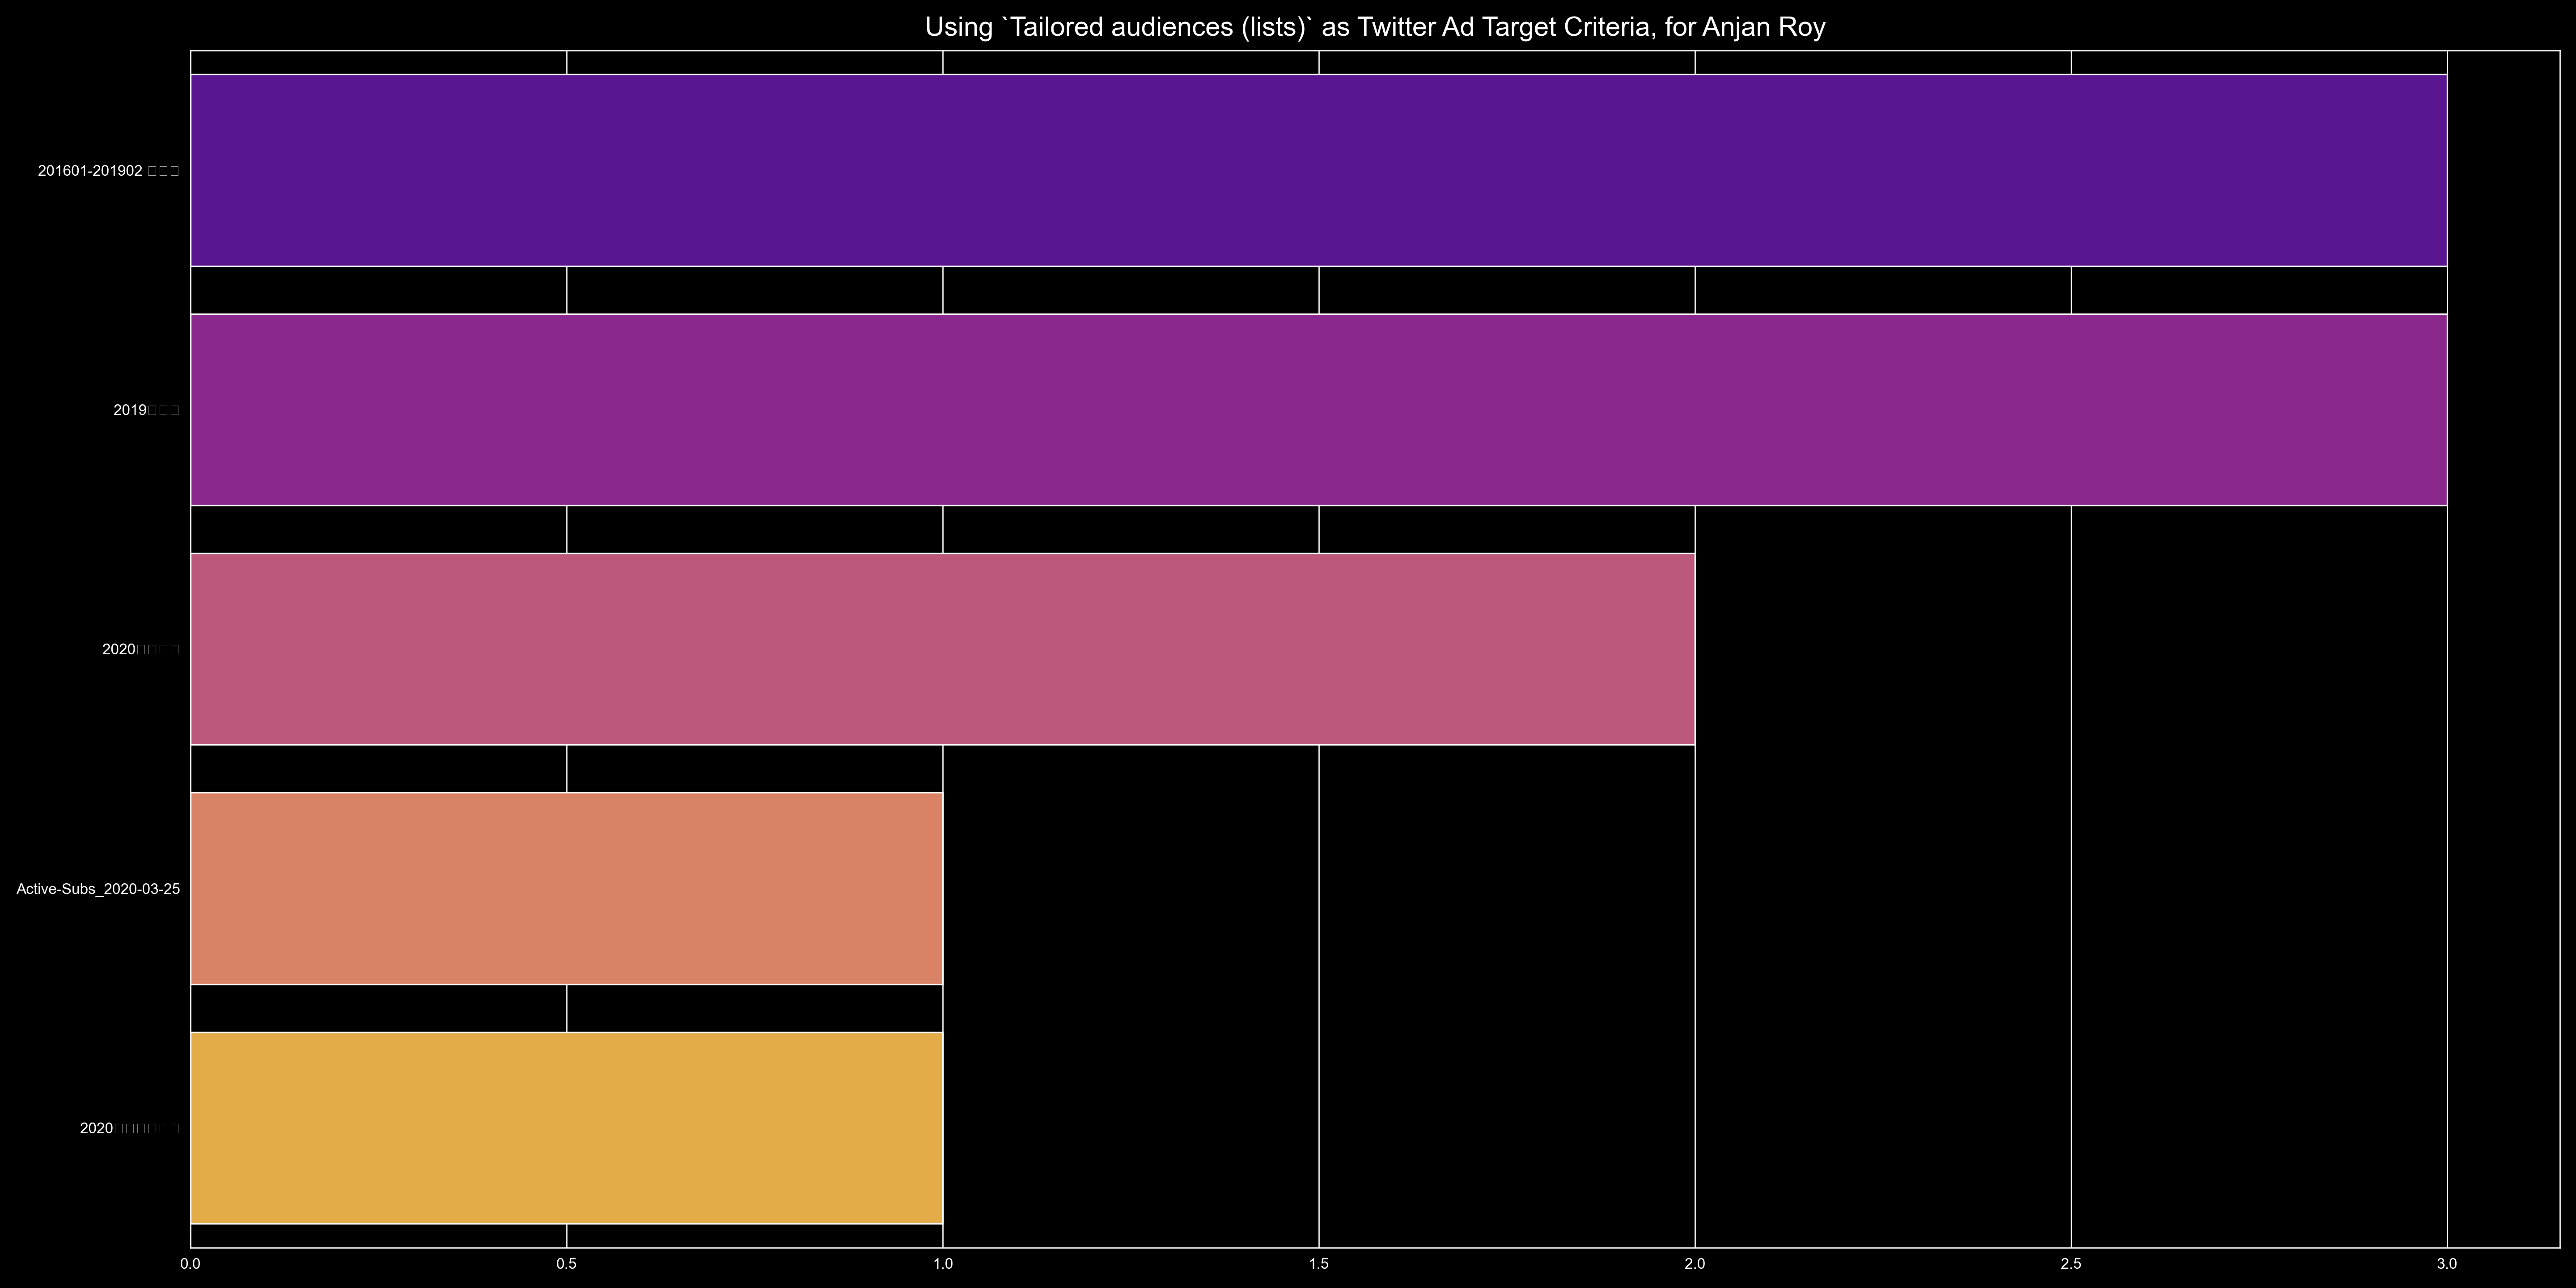 Using `Tailored audiences (lists)` as Twitter Ad Target Criteria, for Anjan Roy
201601-201902
2019
2020
Active-Subs_2020-03-25
2020
0.0 0.5 1.0 1.5 2.0 2.5 3.0